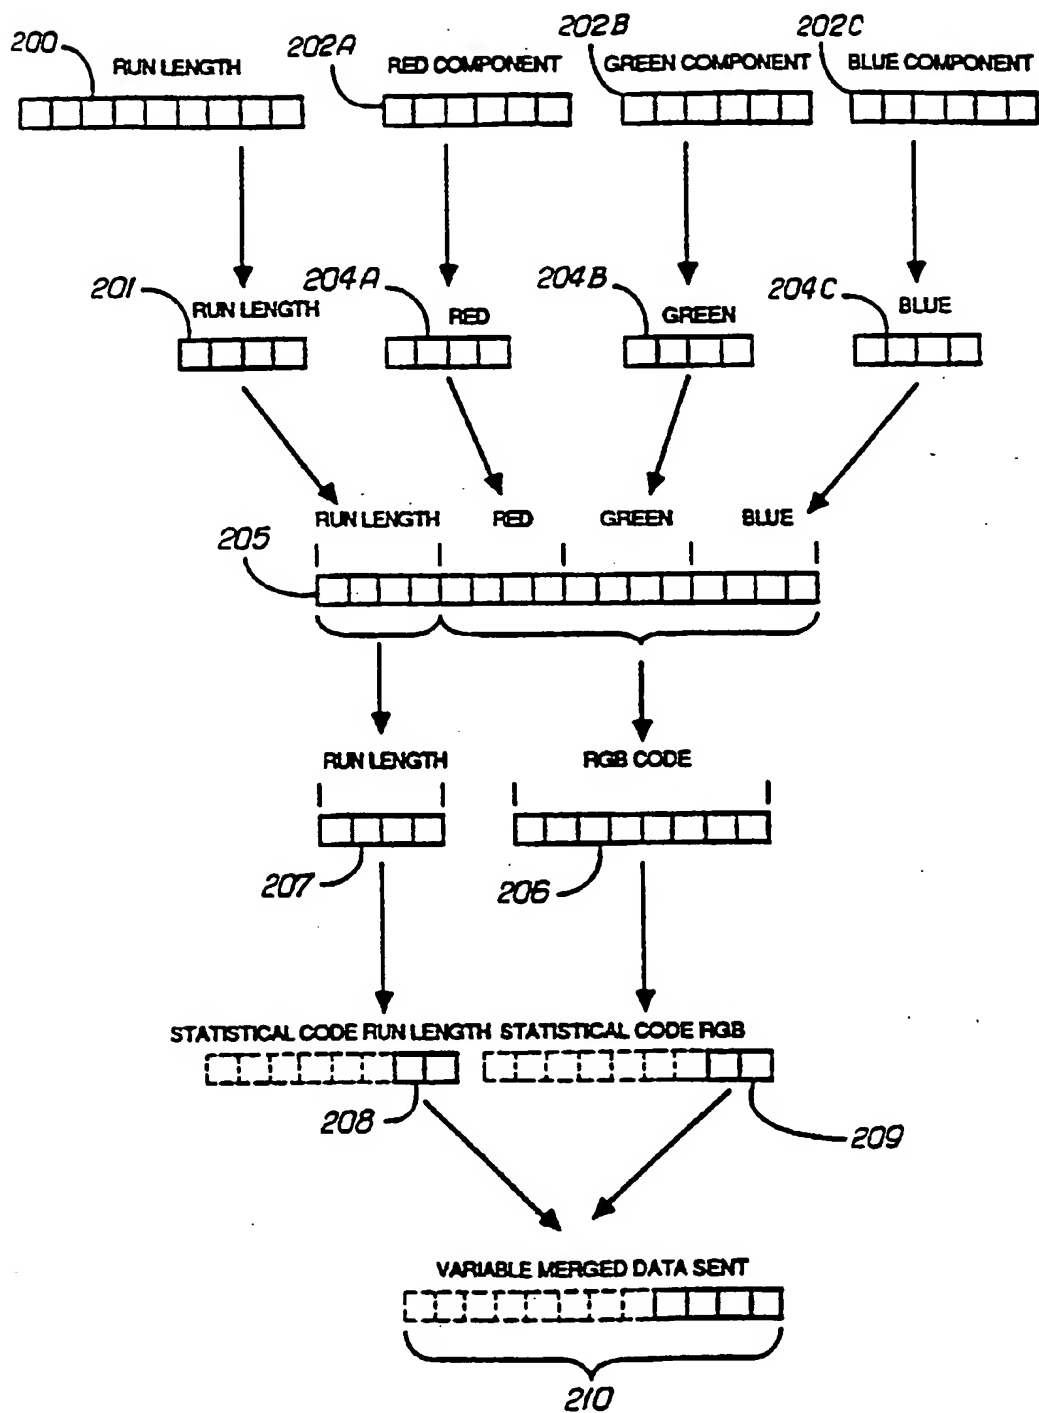 200
RUN LENGTH
202A
RED COMPONENT
202B
GREEN COMPONENT
202C
BLUE COMPONENT
201
RUN LENGTH
204A
RED
204B
GREEN
204C
BLUE
RUN LENGTH RED GREEN BLUE
205
RUN LENGTH RGB CODE
207
206
STATISTICAL CODE RUN LENGTH STATISTICAL CODE RGB
208
209
VARIABLE MERGED DATA SENT
210